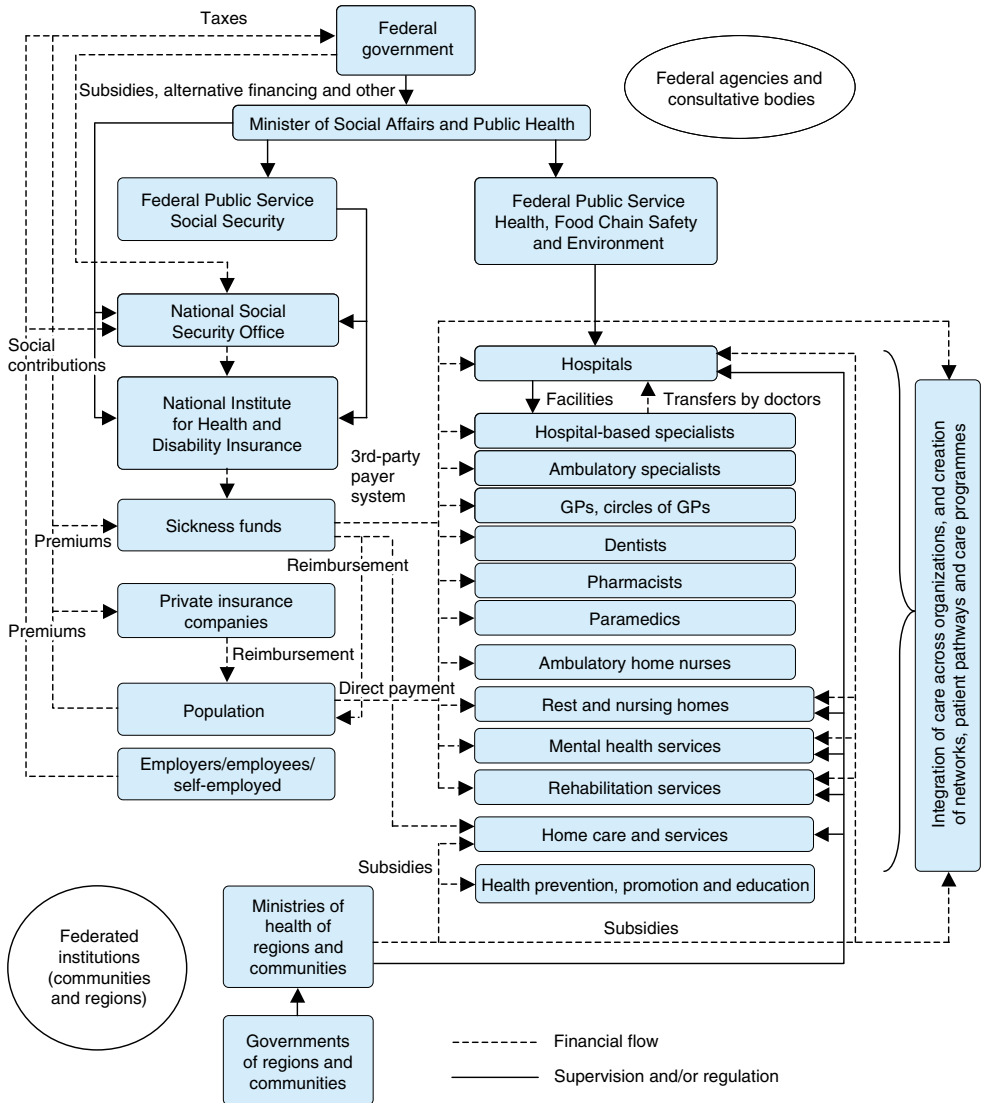 Taxes
Federal
government
Federal agencies and
consultative bodies
Subsidies, alternative financing and other
Minister of Social Affairs and Public Health
Federal Public Service
Social Security
Federal Public Service
Health, Food Chain Safety
and Environment
National Social
Security Office
Social
contributions
Hospitals
Facilities
Transfers by doctors
National Institute
for Health and
Disability Insurance
Hospital-based specialists
3rd-party
payer
system
Ambulatory specialists
GPs, circles of GPs
Sickness funds
Premiums
Reimbursement
Dentists
Pharmacists
Private insurance
companies
Premiums
Paramedics
Reimbursement
Ambulatory home nurses
Direct payment
Population
Rest and nursing homes
Mental health services
Employers/employees/
self-employed
Rehabilitation services
Home care and services
Subsidies
Health prevention, promotion and education
Integration of care across organizations, and creation
of networks, patient pathways and care programmes
Ministries of
health of
regions and
communities
Subsidies
Federated
institutions
(communities
and regions)
Governments
of regions and
communities
Financial flow
Supervision and/or regulation